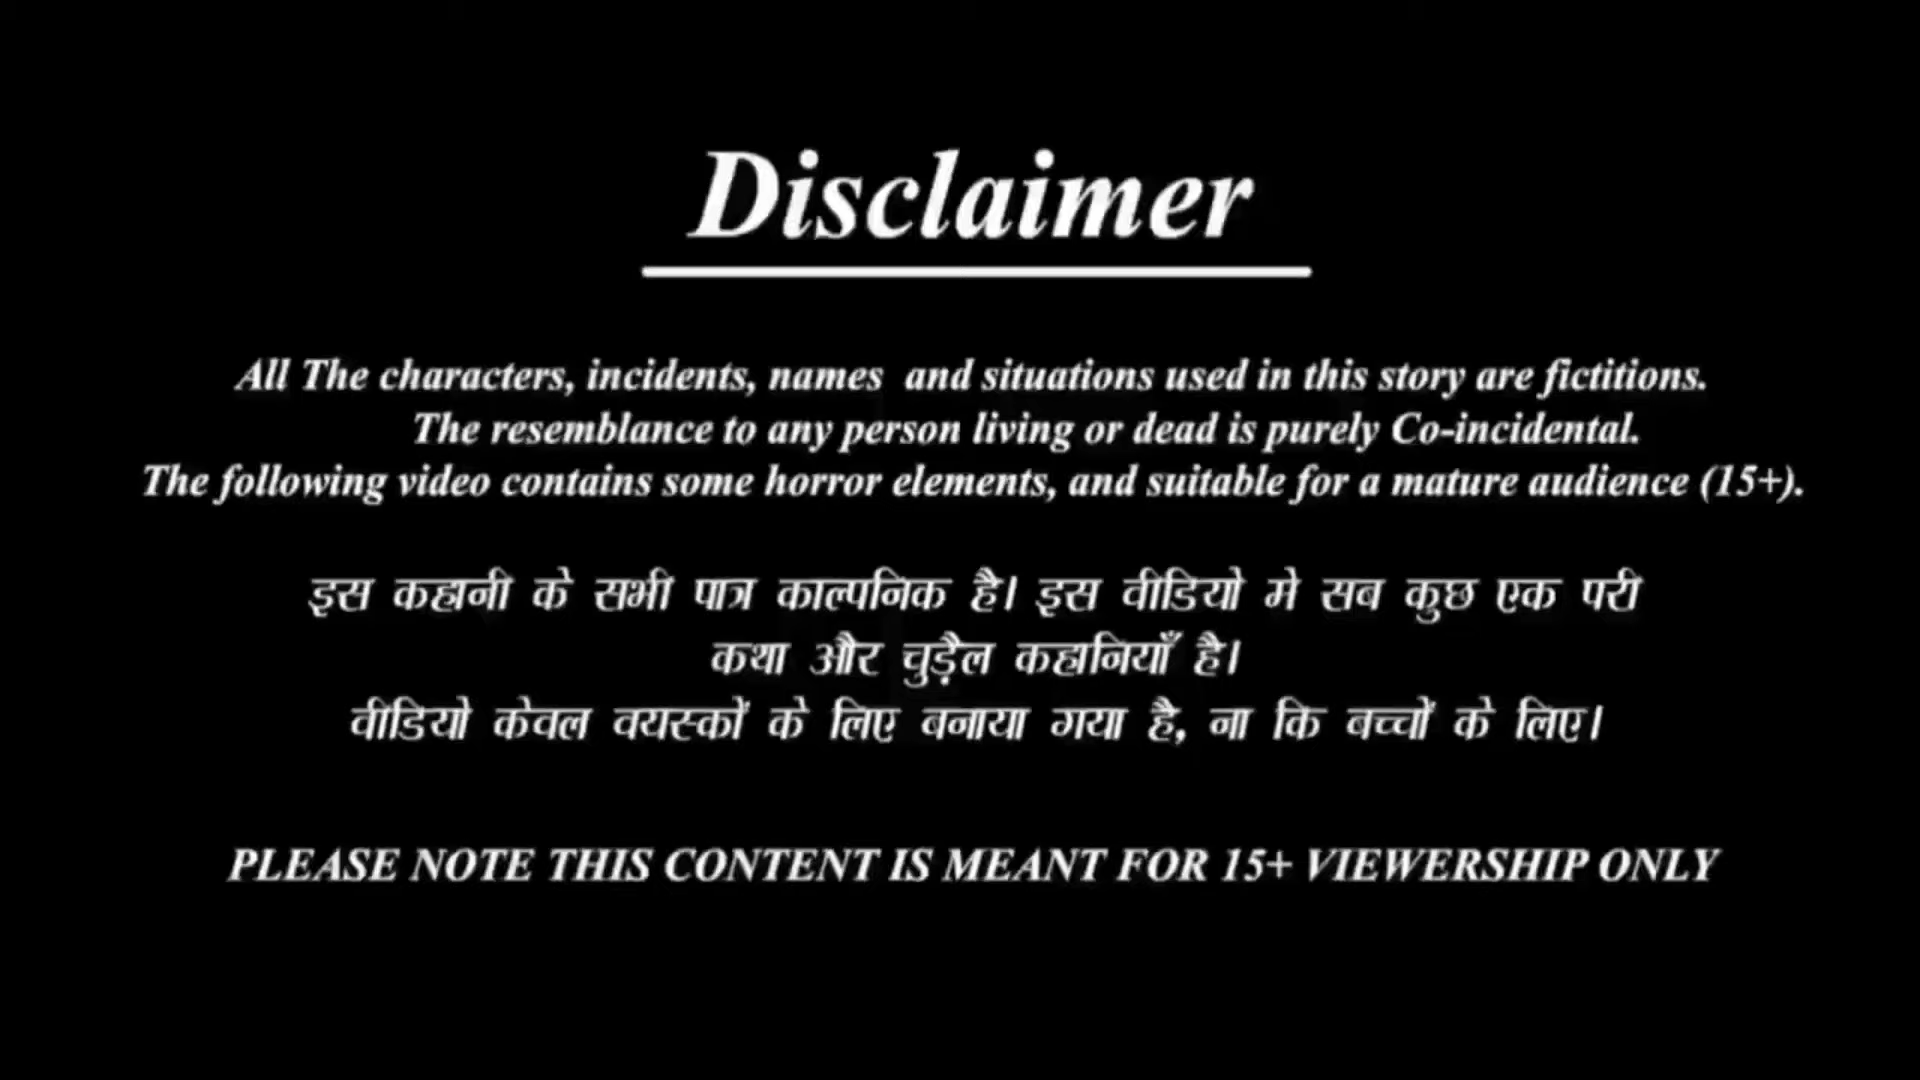 Disclaimer
All The characters, incidents, names and situations used in this story are fictitions.
The resemblance to any person living or dead is purely Co-incidental.
The following video contains some horror elements, and suitable for a mature audience (15+).
इस कहानी के सभी पात्र काल्पनिक है। इस वीडियो मे सब कुछ एक परी
कथा और चुड़ैल कहानियाँ है।
वीडियो केवल वयस्कों के लिए बनाया गया है, ना कि बच्चों के लिए।
PLEASE NOTE THIS CONTENT IS MEANT FOR 15+ VIEWERSHIP ONLY